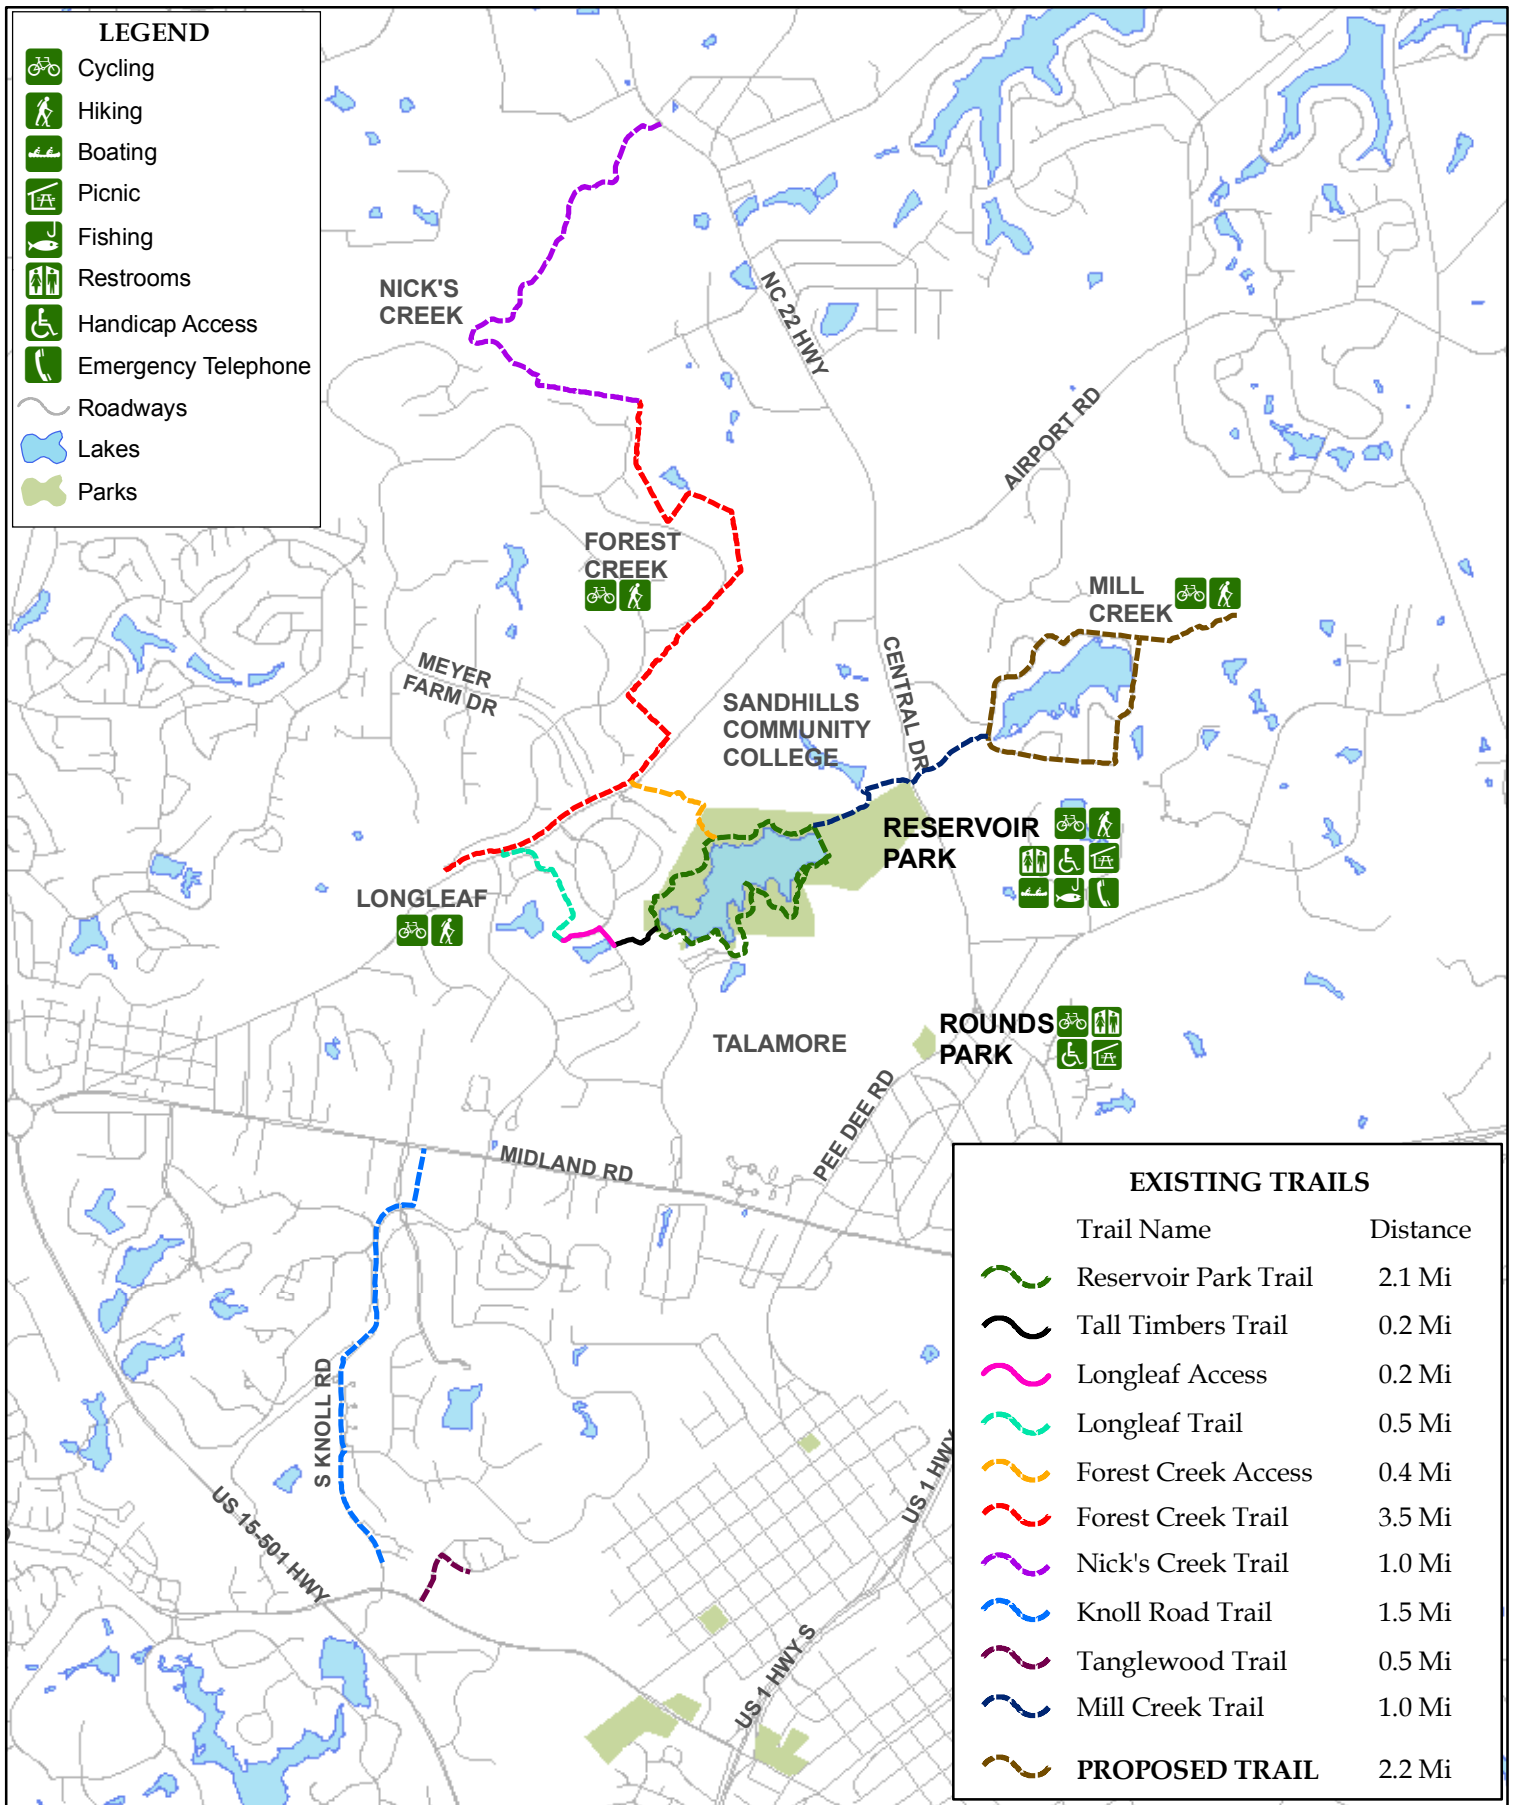 LEGEND
Cycling
Hiking
Boating
Picnic
Fishing
Restrooms
Handicap Access
Emergency Telephone
Roadways
Lakes
Parks
NICK'S
CREEK
NC 22 HWY
AIRPORT RD
FOREST
CREEK
MILL
CREEK
MEYER
FARM DR
SANDHILLS
COMMUNITY
COLLEGE
CENTRAL DR
RESERVOIR
PARK
LONGLEAF
TALAMORE
ROUNDS
PARK
PEE DEE RD
MIDLAND RD
S KNOLL RD
US 15-501 HWY
US 1 HWY
US 1 HWY S
EXISTING TRAILS
Trail Name Distance
Reservoir Park Trail 2.1 Mi
Tall Timbers Trail 0.2 Mi
Longleaf Access 0.2 Mi
Longleaf Trail 0.5 Mi
Forest Creek Access 0.4 Mi
Forest Creek Trail 3.5 Mi
Nick's Creek Trail 1.0 Mi
Knoll Road Trail 1.5 Mi
Tanglewood Trail 0.5 Mi
Mill Creek Trail 1.0 Mi
PROPOSED TRAIL 2.2 Mi